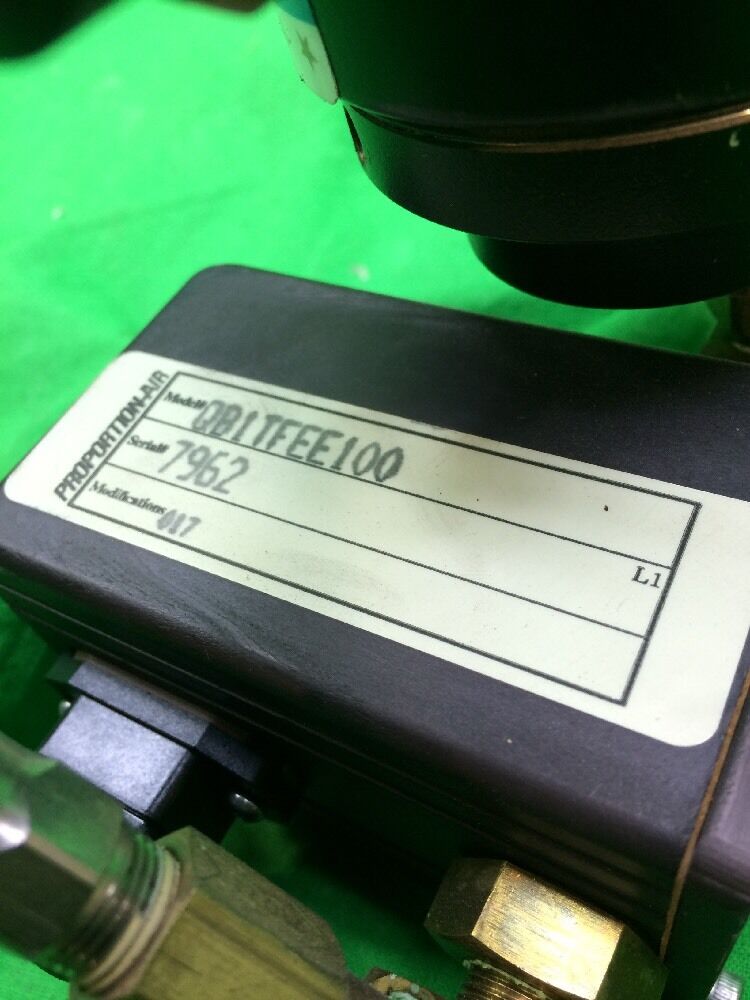 PROPORTION-AIR
Model# QB1TFEE100
Serial# 7962
L1
Modifications 017